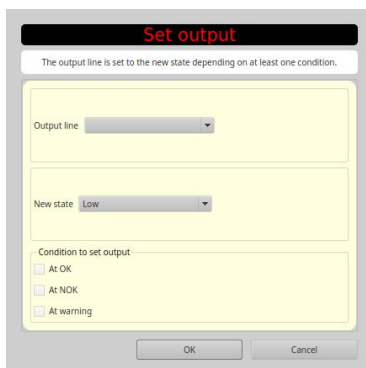 Set output
The output line is set to the new state depending on at least one condition.
Output line
New state Low
Condition to set output
At OK
At NOK
At warning
OK Cancel